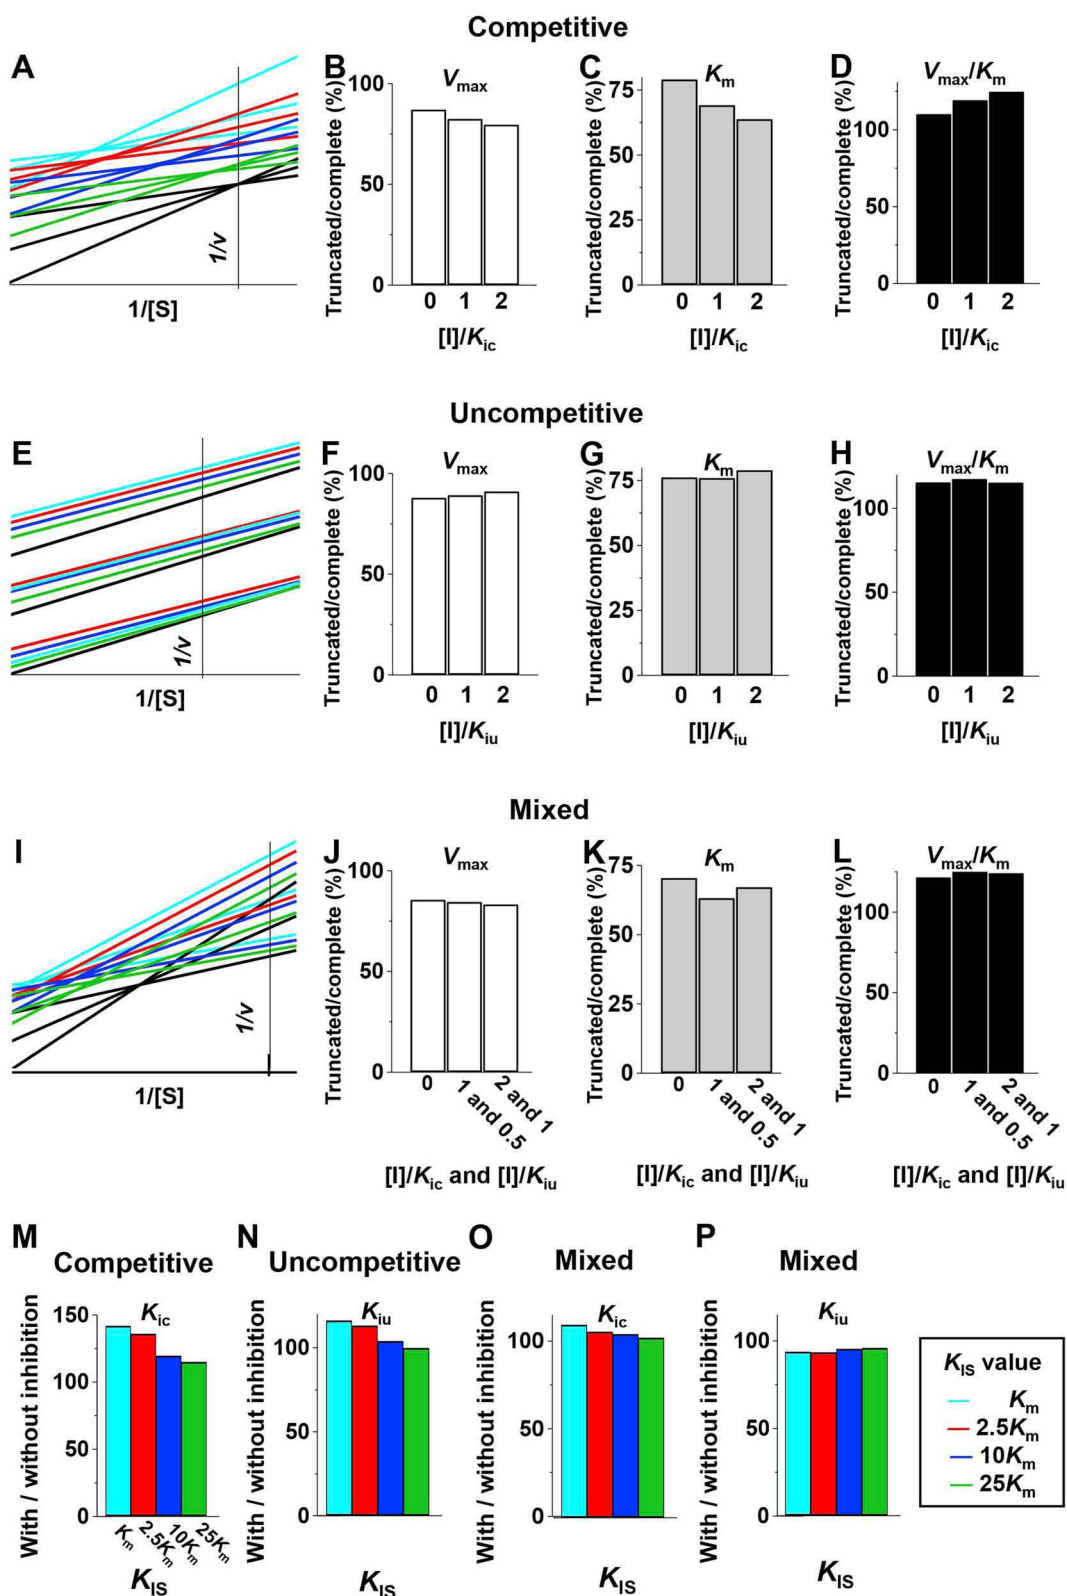 Competitive
A
1/v
1/[S]
B
Vmax
Truncated/complete (%)
100
50
0
0 1 2
[I]/Kic
C
Km
Truncated/complete (%)
75
50
25
0
0 1 2
[I]/Kic
D
Vmax/Km
Truncated/complete (%)
100
50
0
0 1 2
[I]/Kic
Uncompetitive
E
1/v
1/[S]
F
Vmax
Truncated/complete (%)
100
50
0
0 1 2
[I]/Kiu
G
Km
Truncated/complete (%)
75
50
25
0
0 1 2
[I]/Kiu
H
Vmax/Km
Truncated/complete (%)
100
50
0
0 1 2
[I]/Kiu
Mixed
I
1/v
1/[S]
J
Vmax
Truncated/complete (%)
100
50
0
0
1 and 0.5
2 and 1
[I]/Kic and [I]/Kiu
K
Km
Truncated/complete (%)
75
50
25
0
0
1 and 0.5
2 and 1
[I]/Kic and [I]/Kiu
L
Vmax/Km
Truncated/complete (%)
100
50
0
0
1 and 0.5
2 and 1
[I]/Kic and [I]/Kiu
M
Competitive
Kic
With / without inhibition
150
100
50
0
Km
2.5Km
10Km
25Km
KIS
N
Uncompetitive
Kiu
With / without inhibition
100
50
0
KIS
O
Mixed
Kic
With / without inhibition
100
50
0
KIS
P
Mixed
Kiu
With / without inhibition
100
50
0
KIS
KIS value
Km
2.5Km
10Km
25Km